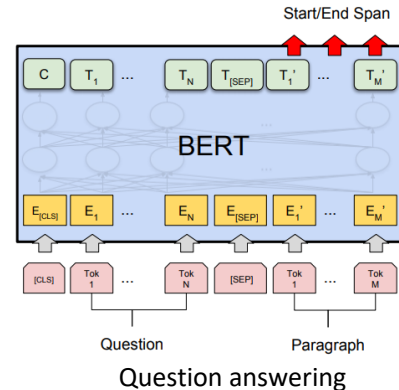 Start/End Span
C T1 ... TN T[SEP] T1' ... TM'
BERT
E[CLS] E1 ... EN E[SEP] E1' ... EM'
[CLS] Tok 1 ... Tok N [SEP] Tok 1 ... Tok M
Question Paragraph
Question answering